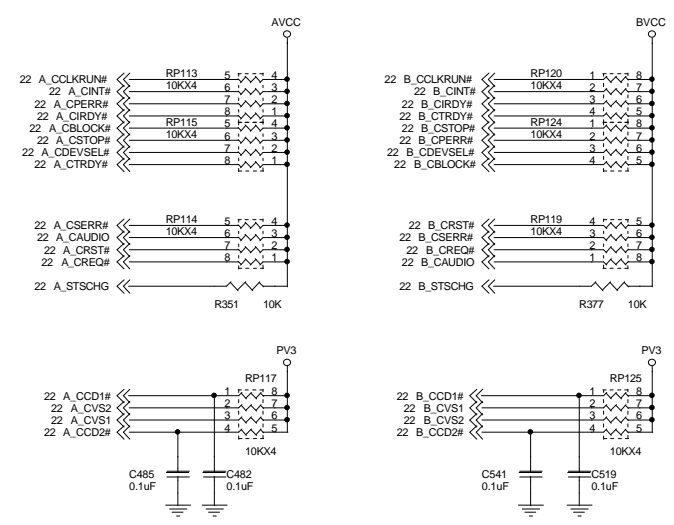 AVCC
22 A_CCLKRUN# RP113 5 4
22 A_CINT# 10KX4 6 3
22 A_CPERR# 7 2
22 A_CIRDY# 8 1
22 A_CBLOCK# RP115 5 4
22 A_CSTOP# 10KX4 6 3
22 A_CDEVSEL# 7 2
22 A_CTRDY# 8 1
22 A_CSERR# RP114 5 4
22 A_CAUDIO 10KX4 6 3
22 A_CRST# 7 2
22 A_CREQ# 8 1
22 A_STSCHG
R351 10K
BVCC
22 B_CCLKRUN# RP120 1 8
22 B_CINT# 10KX4 2 7
22 B_CIRDY# 3 6
22 B_CTRDY# 4 5
22 B_CSTOP# RP124 1 8
22 B_CPERR# 10KX4 2 7
22 B_CDEVSEL# 3 6
22 B_CBLOCK# 4 5
22 B_CRST# RP119 4 5
22 B_CSERR# 10KX4 3 6
22 B_CREQ# 2 7
22 B_CAUDIO 1 8
22 B_STSCHG
R377 10K
PV3
RP117
22 A_CCD1# 1 8
22 A_CVS2 2 7
22 A_CVS1 3 6
22 A_CCD2# 4 5
10KX4
C485 C482
0.1uF 0.1uF
PV3
RP125
22 B_CCD1# 1 8
22 B_CVS1 2 7
22 B_CVS2 3 6
22 B_CCD2# 4 5
10KX4
C541 C519
0.1uF 0.1uF